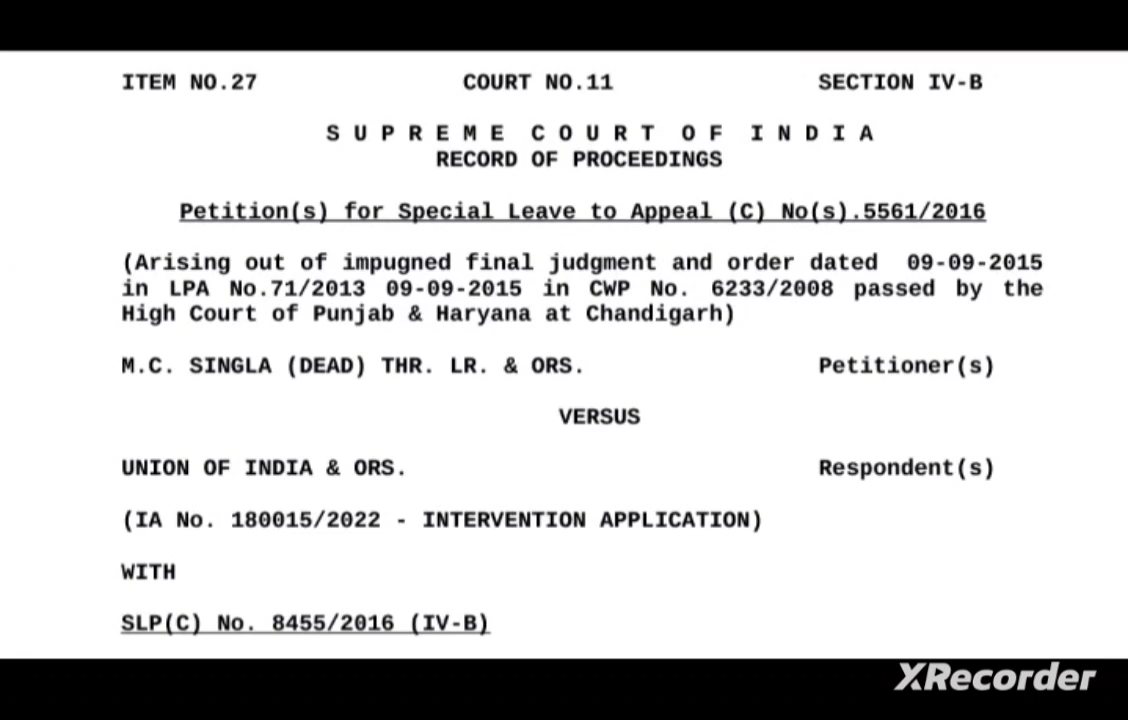 ITEM NO.27 COURT NO.11 SECTION IV-B
S U P R E M E C O U R T O F I N D I A
RECORD OF PROCEEDINGS
Petition(s) for Special Leave to Appeal (C) No(s).5561/2016
(Arising out of impugned final judgment and order dated 09-09-2015
in LPA No.71/2013 09-09-2015 in CWP No. 6233/2008 passed by the
High Court of Punjab & Haryana at Chandigarh)
M.C. SINGLA (DEAD) THR. LR. & ORS. Petitioner(s)
VERSUS
UNION OF INDIA & ORS. Respondent(s)
(IA No. 180015/2022 - INTERVENTION APPLICATION)
WITH
SLP(C) No. 8455/2016 (IV-B)
XRecorder